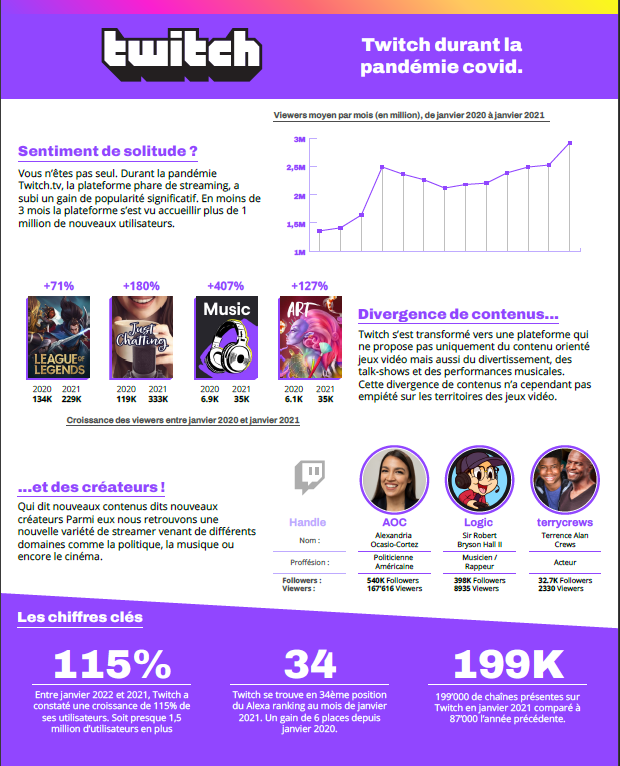 twitch
Twitch durant la
pandémie covid.
Viewers moyen par mois (en million), de janvier 2020 à janvier 2021
Sentiment de solitude ?
Vous n'êtes pas seul. Durant la pandémie
Twitch.tv, la plateforme phare de streaming, a
subi un gain de popularité significatif. En moins de
3 mois la plateforme s'est vu accueillir plus de 1
million de nouveaux utilisateurs.
3M
2,5M
2M
1,5M
1M
+71% +180% +407% +127%
LEAGUE OF
LEGENDS
Just
Chatting
Music
ART
2020 2021 2020 2021 2020 2021 2020 2021
134K 229K 119K 333K 6.9K 35K 6.1K 35K
Croissance des viewers entre janvier 2020 et janvier 2021
Divergence de contenus...
Twitch s'est transformé vers une plateforme qui
ne propose pas uniquement du contenu orienté
jeux vidéo mais aussi du divertissement, des
talk-shows et des performances musicales.
Cette divergence de contenus n'a cependant pas
empiété sur les territoires des jeux vidéo.
...et des créateurs !
Qui dit nouveaux contenus dits nouveaux
créateurs Parmi eux nous retrouvons une
nouvelle variété de streamer venant de différents
domaines comme la politique, la musique ou
encore le cinéma.
Handle AOC Logic terrycrews
Nom : Alexandria Ocasio-Cortez Sir Robert Bryson Hall II Terrence Alan Crews
Proffésion : Politicienne Américaine Musicien / Rappeur Acteur
Followers : 540K Followers 398K Followers 32.7K Followers
Viewers : 167'616 Viewers 8935 Viewers 2330 Viewers
Les chiffres clés
115%
Entre Janvier 2022 et 2021, Twitch a
constaté une croissance de 115% de
ses utilisateurs. Soit presque 1,5
million d'utilisateurs en plus
34
Twitch se trouve en 34ème position
du Alexa ranking au mois de janvier
2021. Un gain de 6 places depuis
janvier 2020.
199K
199'000 de chaînes présentes sur
Twitch en janvier 2021 comparé à
87'000 l'année précédente.